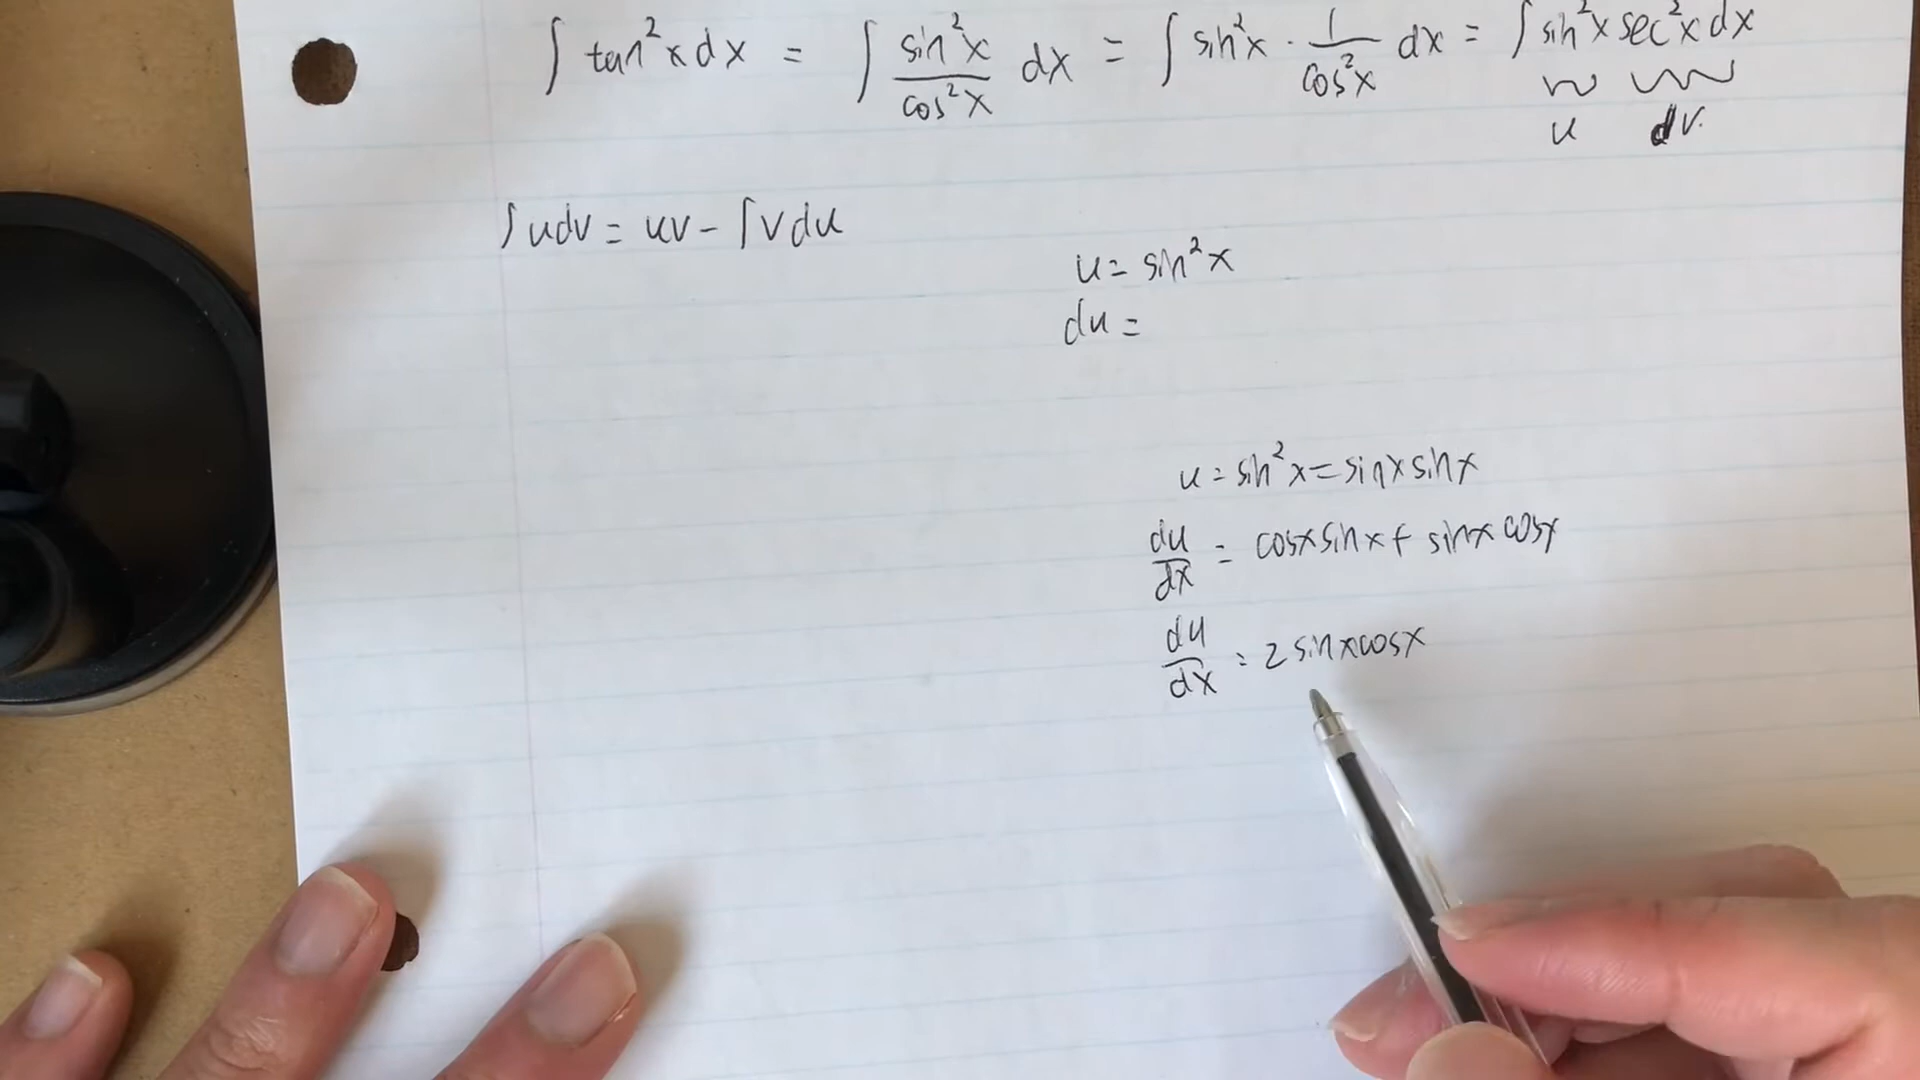 ∫ tan²x dx = ∫ sin²x/cos²x dx = ∫ sin²x · 1/cos²x dx = ∫ sin²x sec²x dx
u dv.
∫udv = uv - ∫vdu
u = sin²x
du =
u = sin²x = sinx sinx
du/dx = cosx sinx + sinx cosx
du/dx = 2 sinx cosx